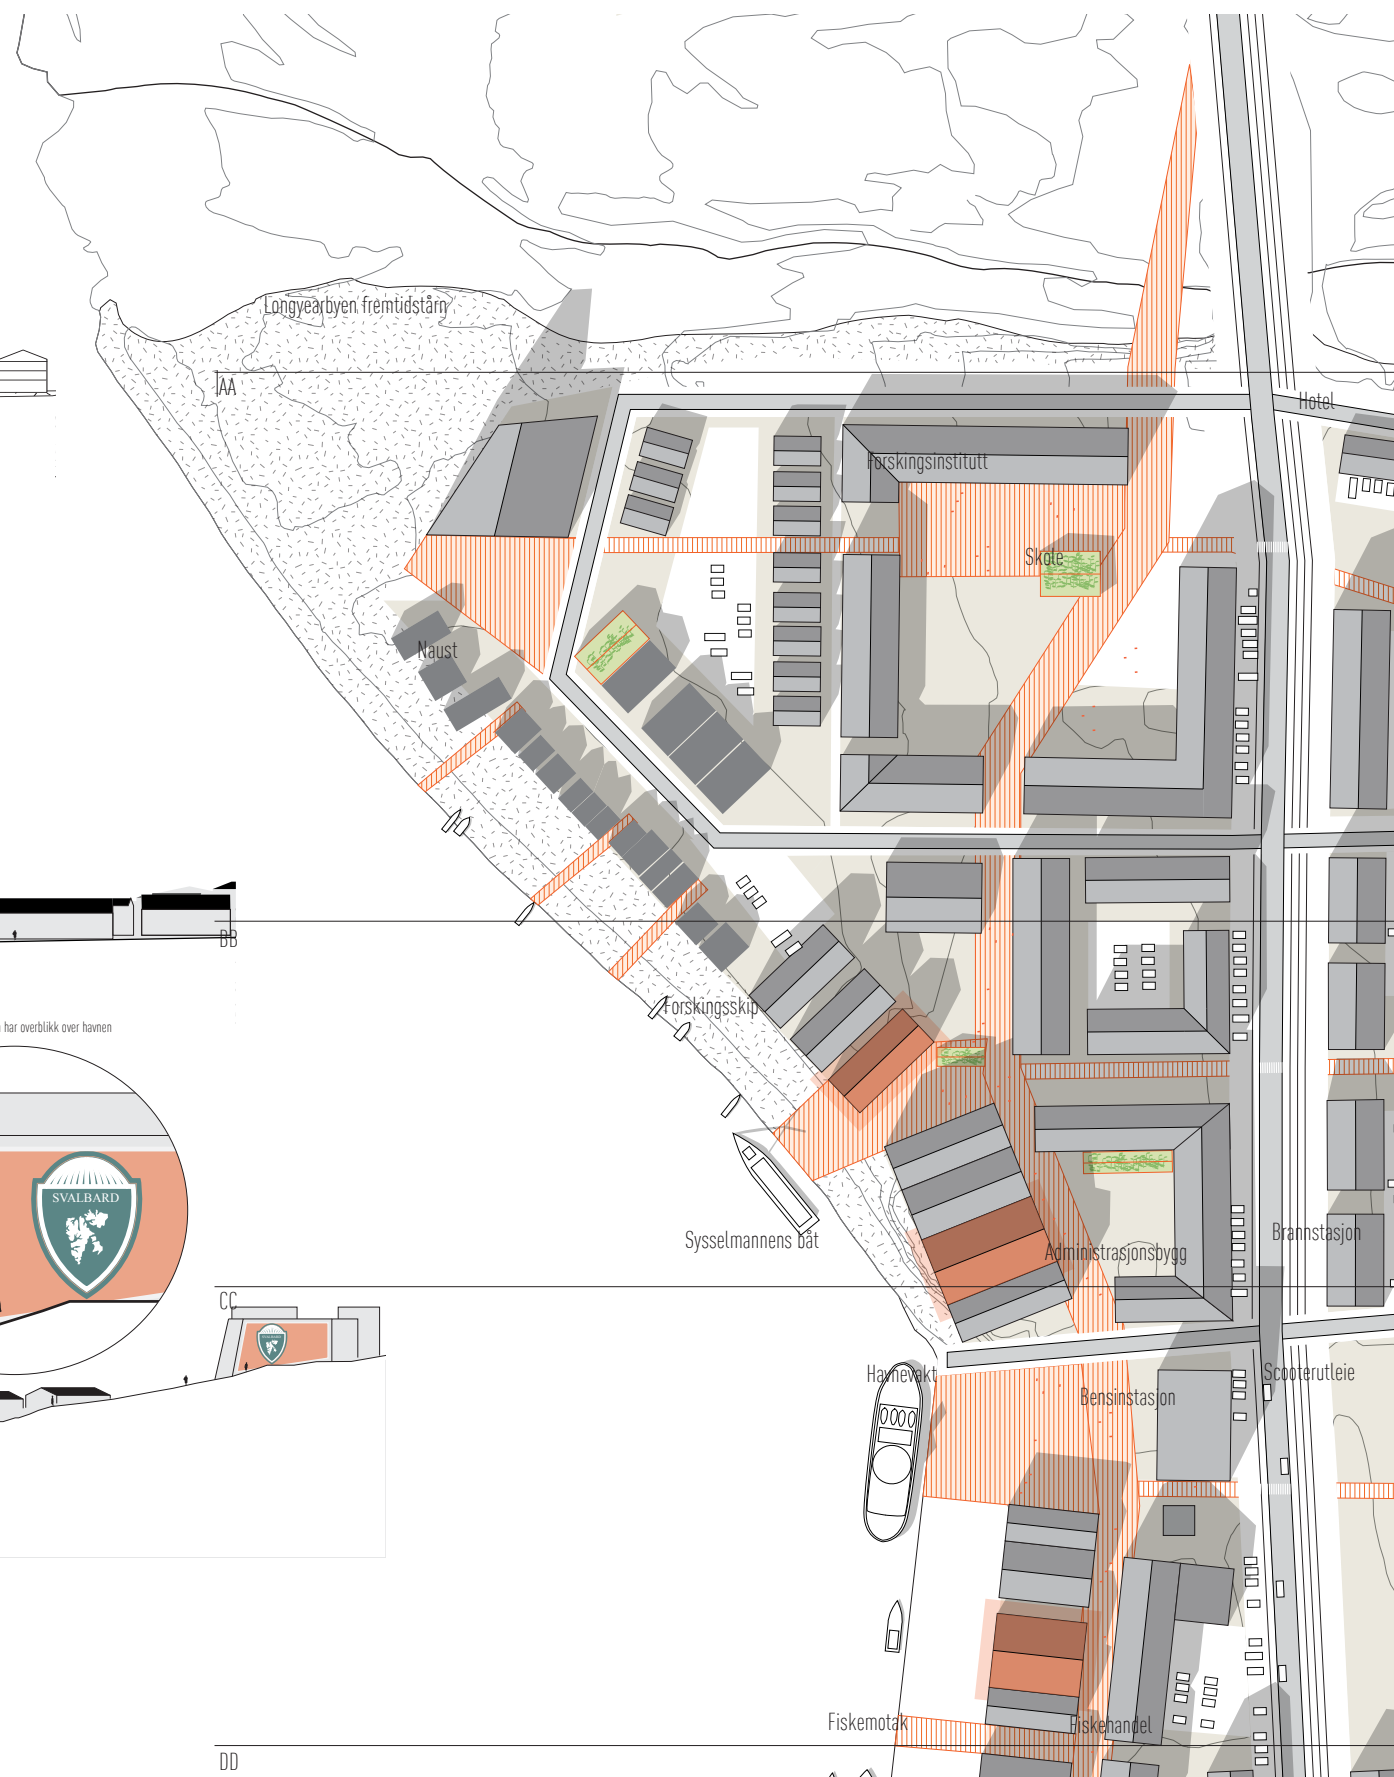 Longyearbyen fremtidstårn
AA
Hotel
Forskingsinstitutt
Skole
Naust
BB
Forskingsskip
har overblikk over havnen
SVALBARD
Sysselmannens båt
Administrasjonsbygg
Brannstasjon
CC
SVALBARD
Havnevakt
Scooterutleie
Bensinstasjon
Fiskemotak
Fiskehandel
DD